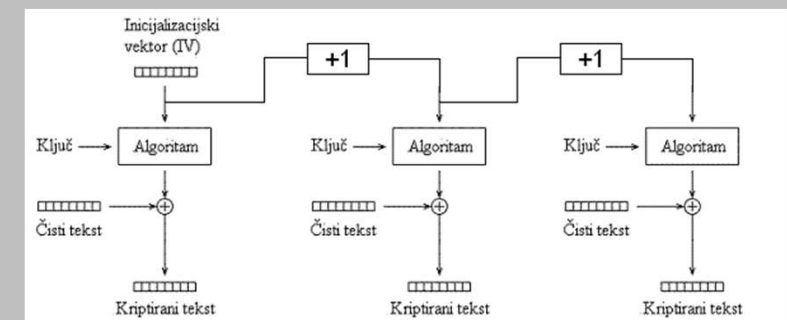 Inicijalizacijski
vektor (IV)
+1
+1
Ključ
Algoritam
Ključ
Algoritam
Ključ
Algoritam
Čisti tekst
Čisti tekst
Čisti tekst
Kriptirani tekst
Kriptirani tekst
Kriptirani tekst